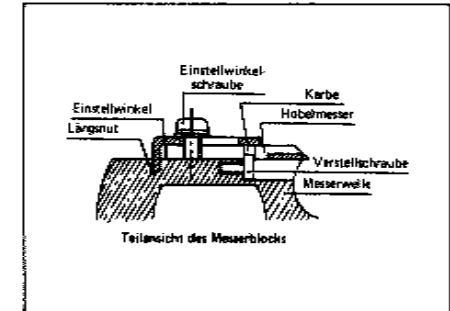 Einstellwinkel-
schraube
Karbe
Hobelmesser
Einstellwinkel
Längsnut
Verstellschraube
Messerwelle
Teilansicht des Messerblocks